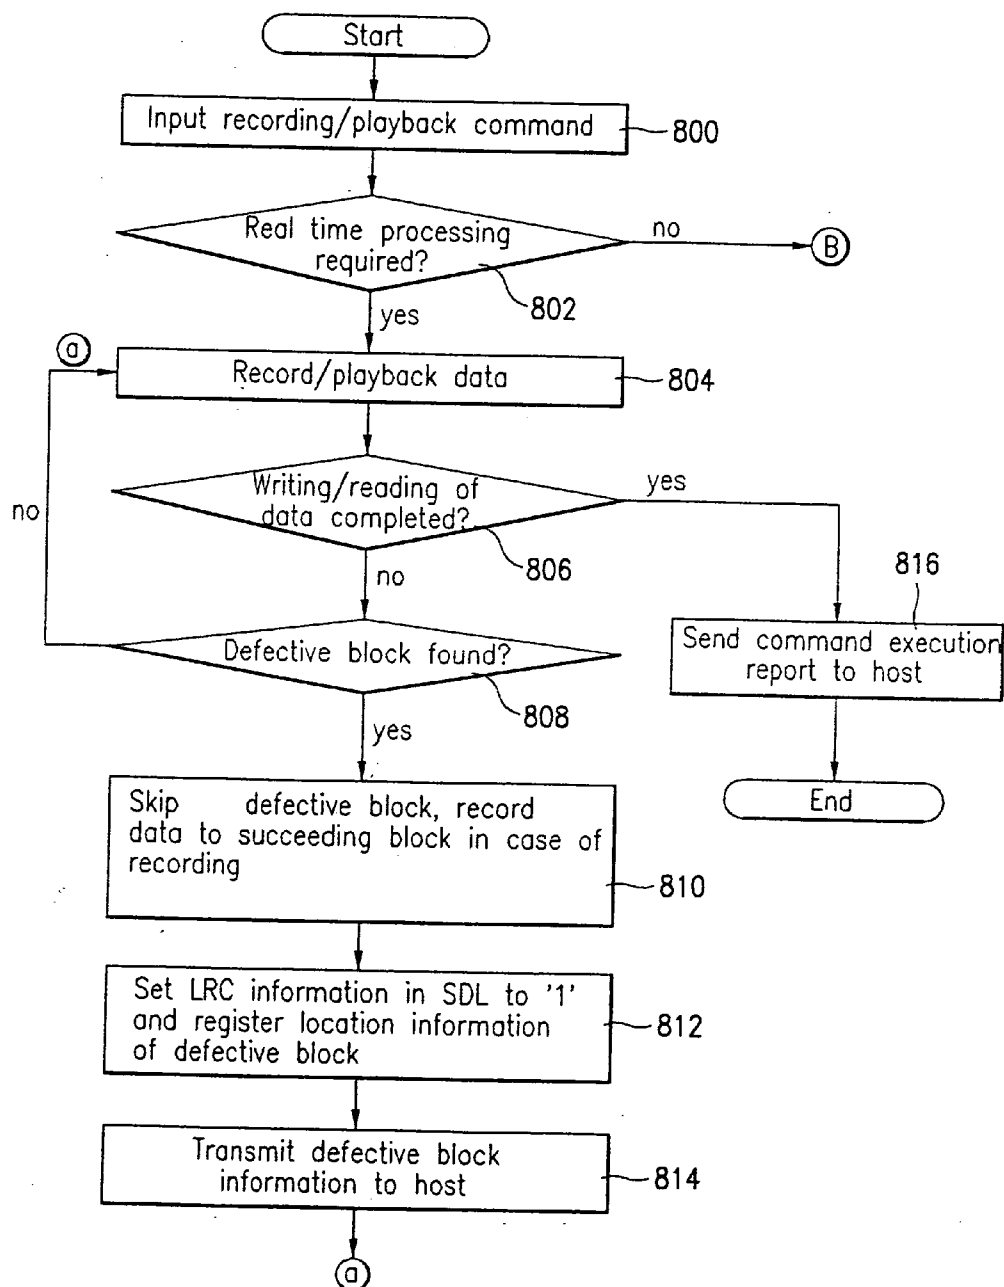 Start
Input recording/playback command
800
Real time processing
required?
no
B
802
yes
a
Record/playback data
804
Writing/reading of
data completed?
yes
no
806
816
no
Send command execution
report to host
Defective block found?
808
yes
End
Skip defective block, record
data to succeeding block in case of
recording
810
Set LRC information in SDL to '1'
and register location information
of defective block
812
Transmit defective block
information to host
814
a